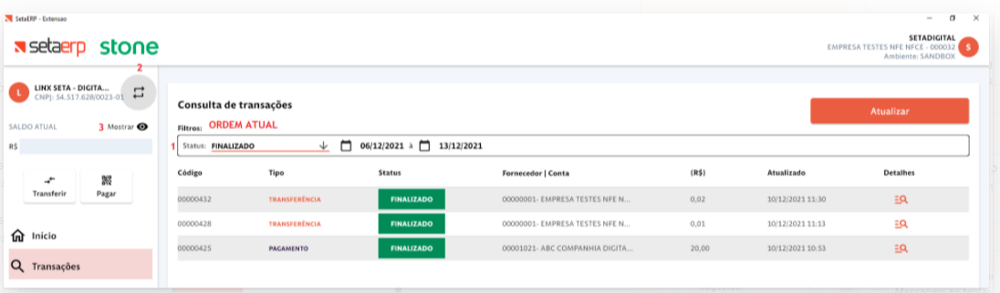 SetaERP - Extensao
setaerp stone
SETADIGITAL
EMPRESA TESTES NFE NFCE - 000032
Ambiente: SANDBOX
S
2
L
LINX SETA - DIGITA...
CNPJ: 54.517.628/0023-01
SALDO ATUAL
3 Mostrar
R$
Transferir
Pagar
Início
Transações
Consulta de transações
Atualizar
Filtros: ORDEM ATUAL
1 Status: FINALIZADO 06/12/2021 à 13/12/2021
Código Tipo Status Fornecedor | Conta (R$) Atualizado Detalhes
00000432 TRANSFERÊNCIA FINALIZADO 00000001- EMPRESA TESTES NFE N... 0,02 10/12/2021 11:30
00000428 TRANSFERÊNCIA FINALIZADO 00000001- EMPRESA TESTES NFE N... 0,01 10/12/2021 11:13
00000425 PAGAMENTO FINALIZADO 00001021- ABC COMPANHIA DIGITA... 20,00 10/12/2021 10:53